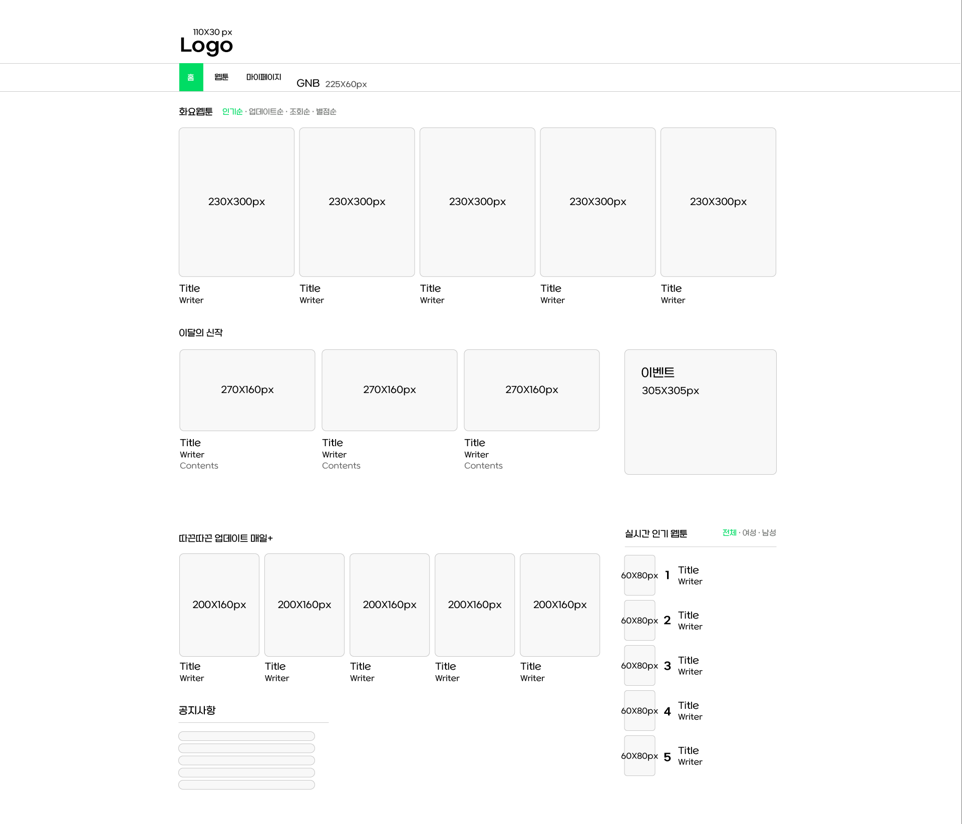 110X30 px
Logo
홈 웹툰 마이페이지 GNB 225X60px
화요웹툰 인기순 · 업데이트순 · 조회순 · 별점순
230X300px 230X300px 230X300px 230X300px 230X300px
Title Title Title Title Title
Writer Writer Writer Writer Writer
이달의 신작
270X160px 270X160px 270X160px
Title Title Title
Writer Writer Writer
Contents Contents Contents
이벤트
305X305px
따끈따끈 업데이트 매일+
200X160px 200X160px 200X160px 200X160px 200X160px
Title Title Title Title Title
Writer Writer Writer Writer Writer
실시간 인기 웹툰 전체 · 여성 · 남성
60X80px 1 Title
Writer
60X80px 2 Title
Writer
60X80px 3 Title
Writer
60X80px 4 Title
Writer
60X80px 5 Title
Writer
공지사항